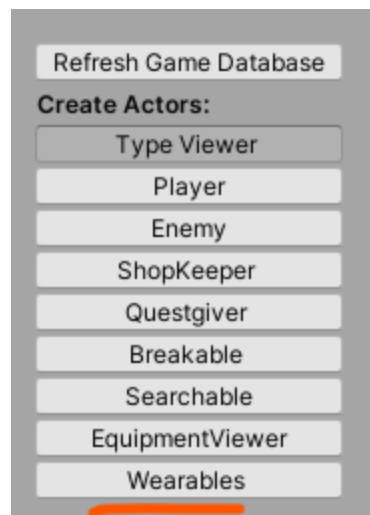 Refresh Game Database
Create Actors:
Type Viewer
Player
Enemy
ShopKeeper
Questgiver
Breakable
Searchable
EquipmentViewer
Wearables